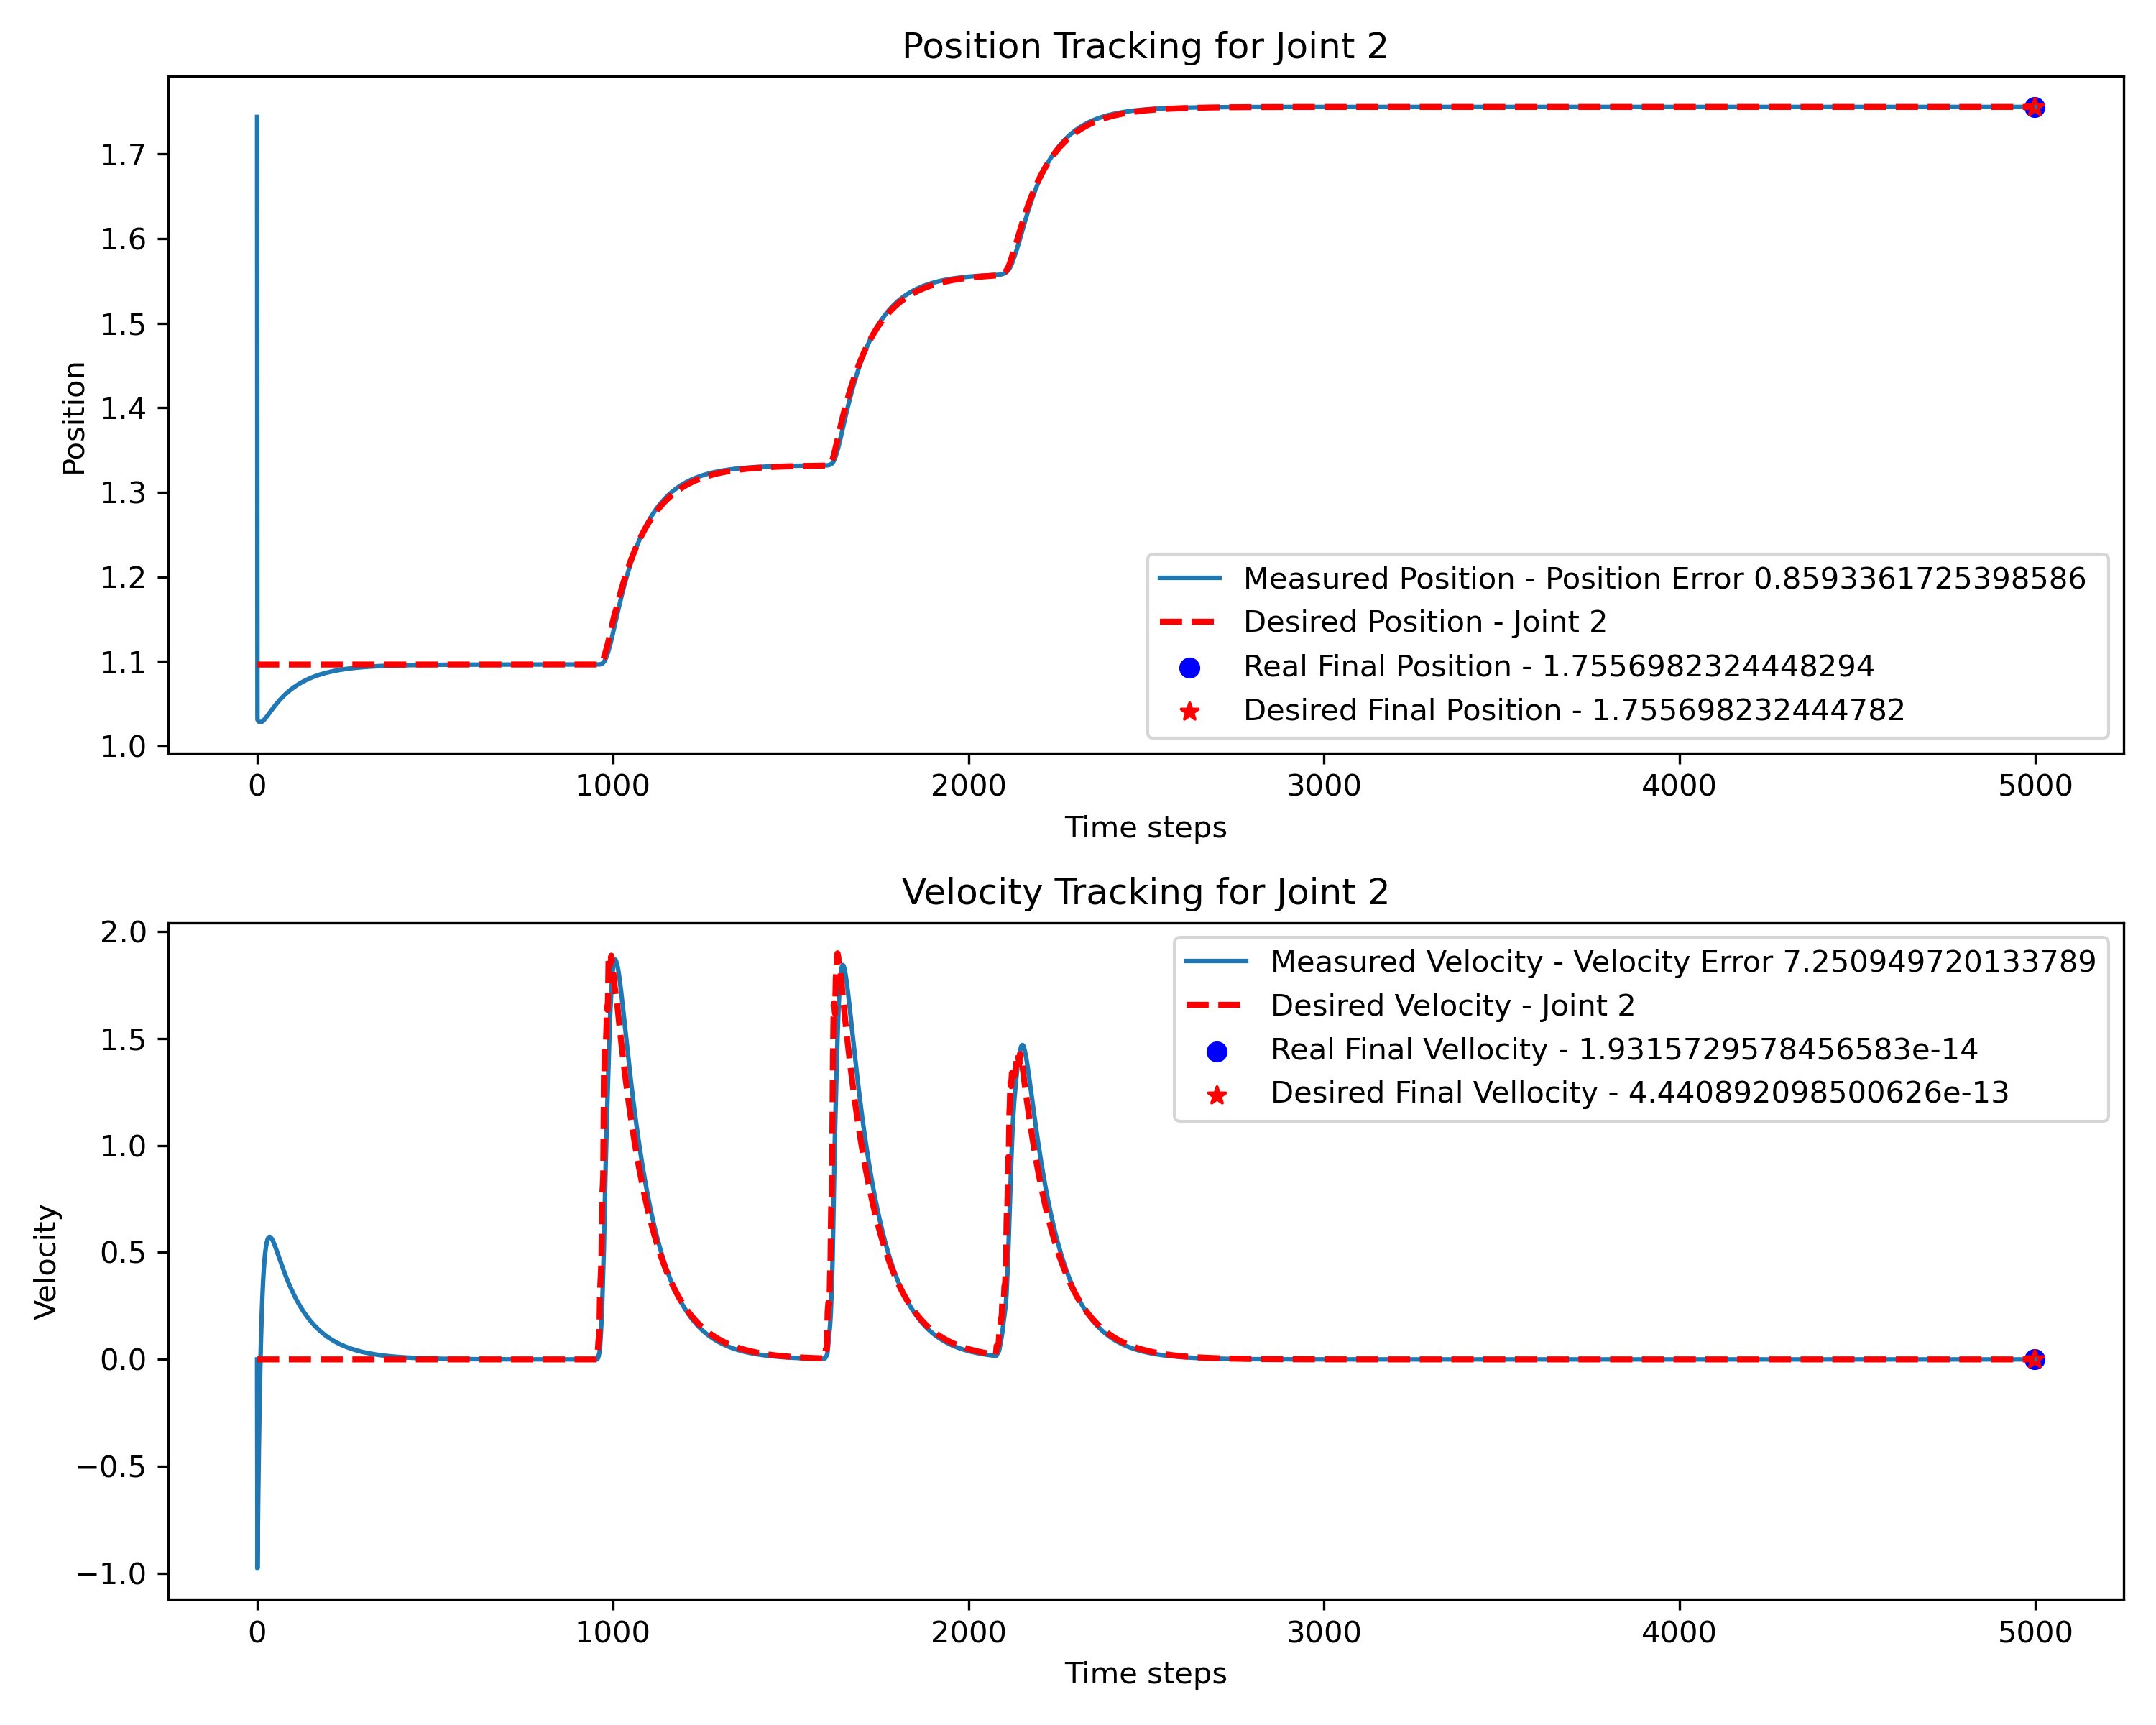 Position Tracking for Joint 2
Position
1.7
1.6
1.5
1.4
1.3
1.2
1.1
1.0
Measured Position - Position Error 0.8593361725398586
Desired Position - Joint 2
Real Final Position - 1.7556982324448294
Desired Final Position - 1.755698232444782
0 1000 2000 3000 4000 5000
Time steps
Velocity Tracking for Joint 2
Velocity
2.0
1.5
1.0
0.5
0.0
−0.5
−1.0
Measured Velocity - Velocity Error 7.250949720133789
Desired Velocity - Joint 2
Real Final Vellocity - 1.9315729578456583e-14
Desired Final Vellocity - 4.440892098500626e-13
0 1000 2000 3000 4000 5000
Time steps